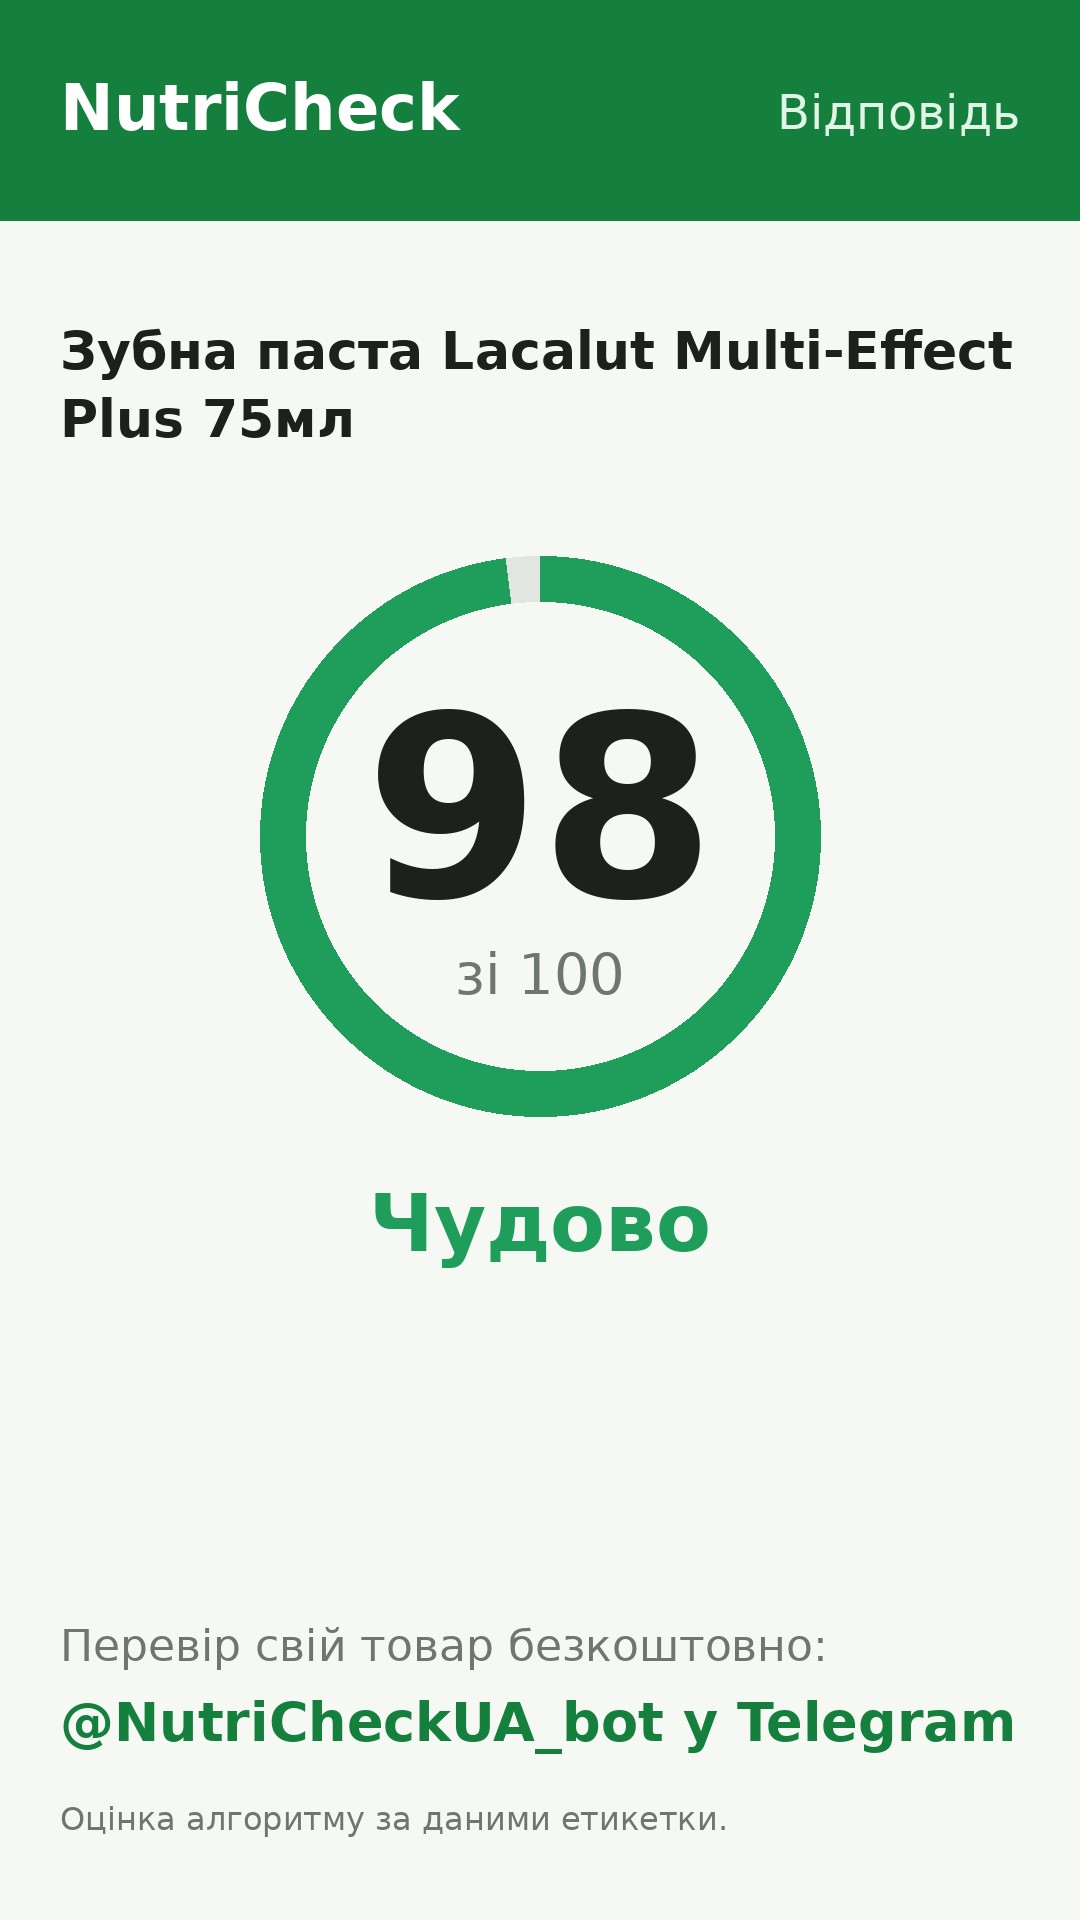 NutriCheck
Відповідь
Зубна паста Lacalut Multi-Effect
Plus 75мл
98
зі 100
Чудово
Перевір свій товар безкоштовно:
@NutriCheckUA_bot у Telegram
Оцінка алгоритму за даними етикетки.